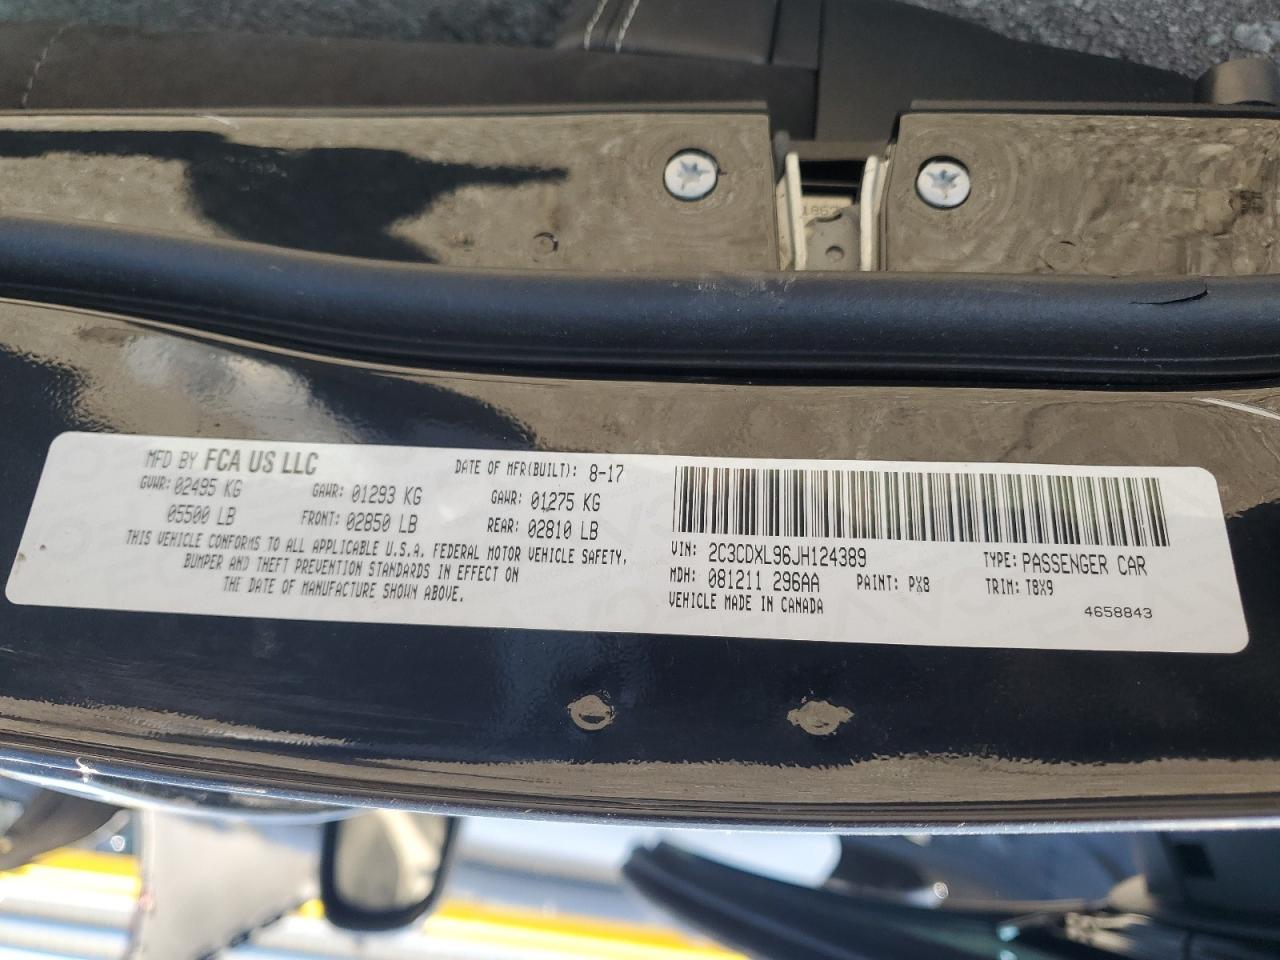 MFD BY FCA US LLC
DATE OF MFR(BUILT): 8-17
GVWR: 02495 KG
GAWR: 01293 KG
GAWR: 01275 KG
05500 LB
FRONT: 02850 LB
REAR: 02810 LB
THIS VEHICLE CONFORMS TO ALL APPLICABLE U.S.A. FEDERAL MOTOR VEHICLE SAFETY,
BUMPER AND THEFT PREVENTION STANDARDS IN EFFECT ON
THE DATE OF MANUFACTURE SHOWN ABOVE.
VIN: 2C3CDXL96JH124389
TYPE: PASSENGER CAR
MDH: 081211 296AA
PAINT: PX8
TRIM: T8X9
VEHICLE MADE IN CANADA
4658843